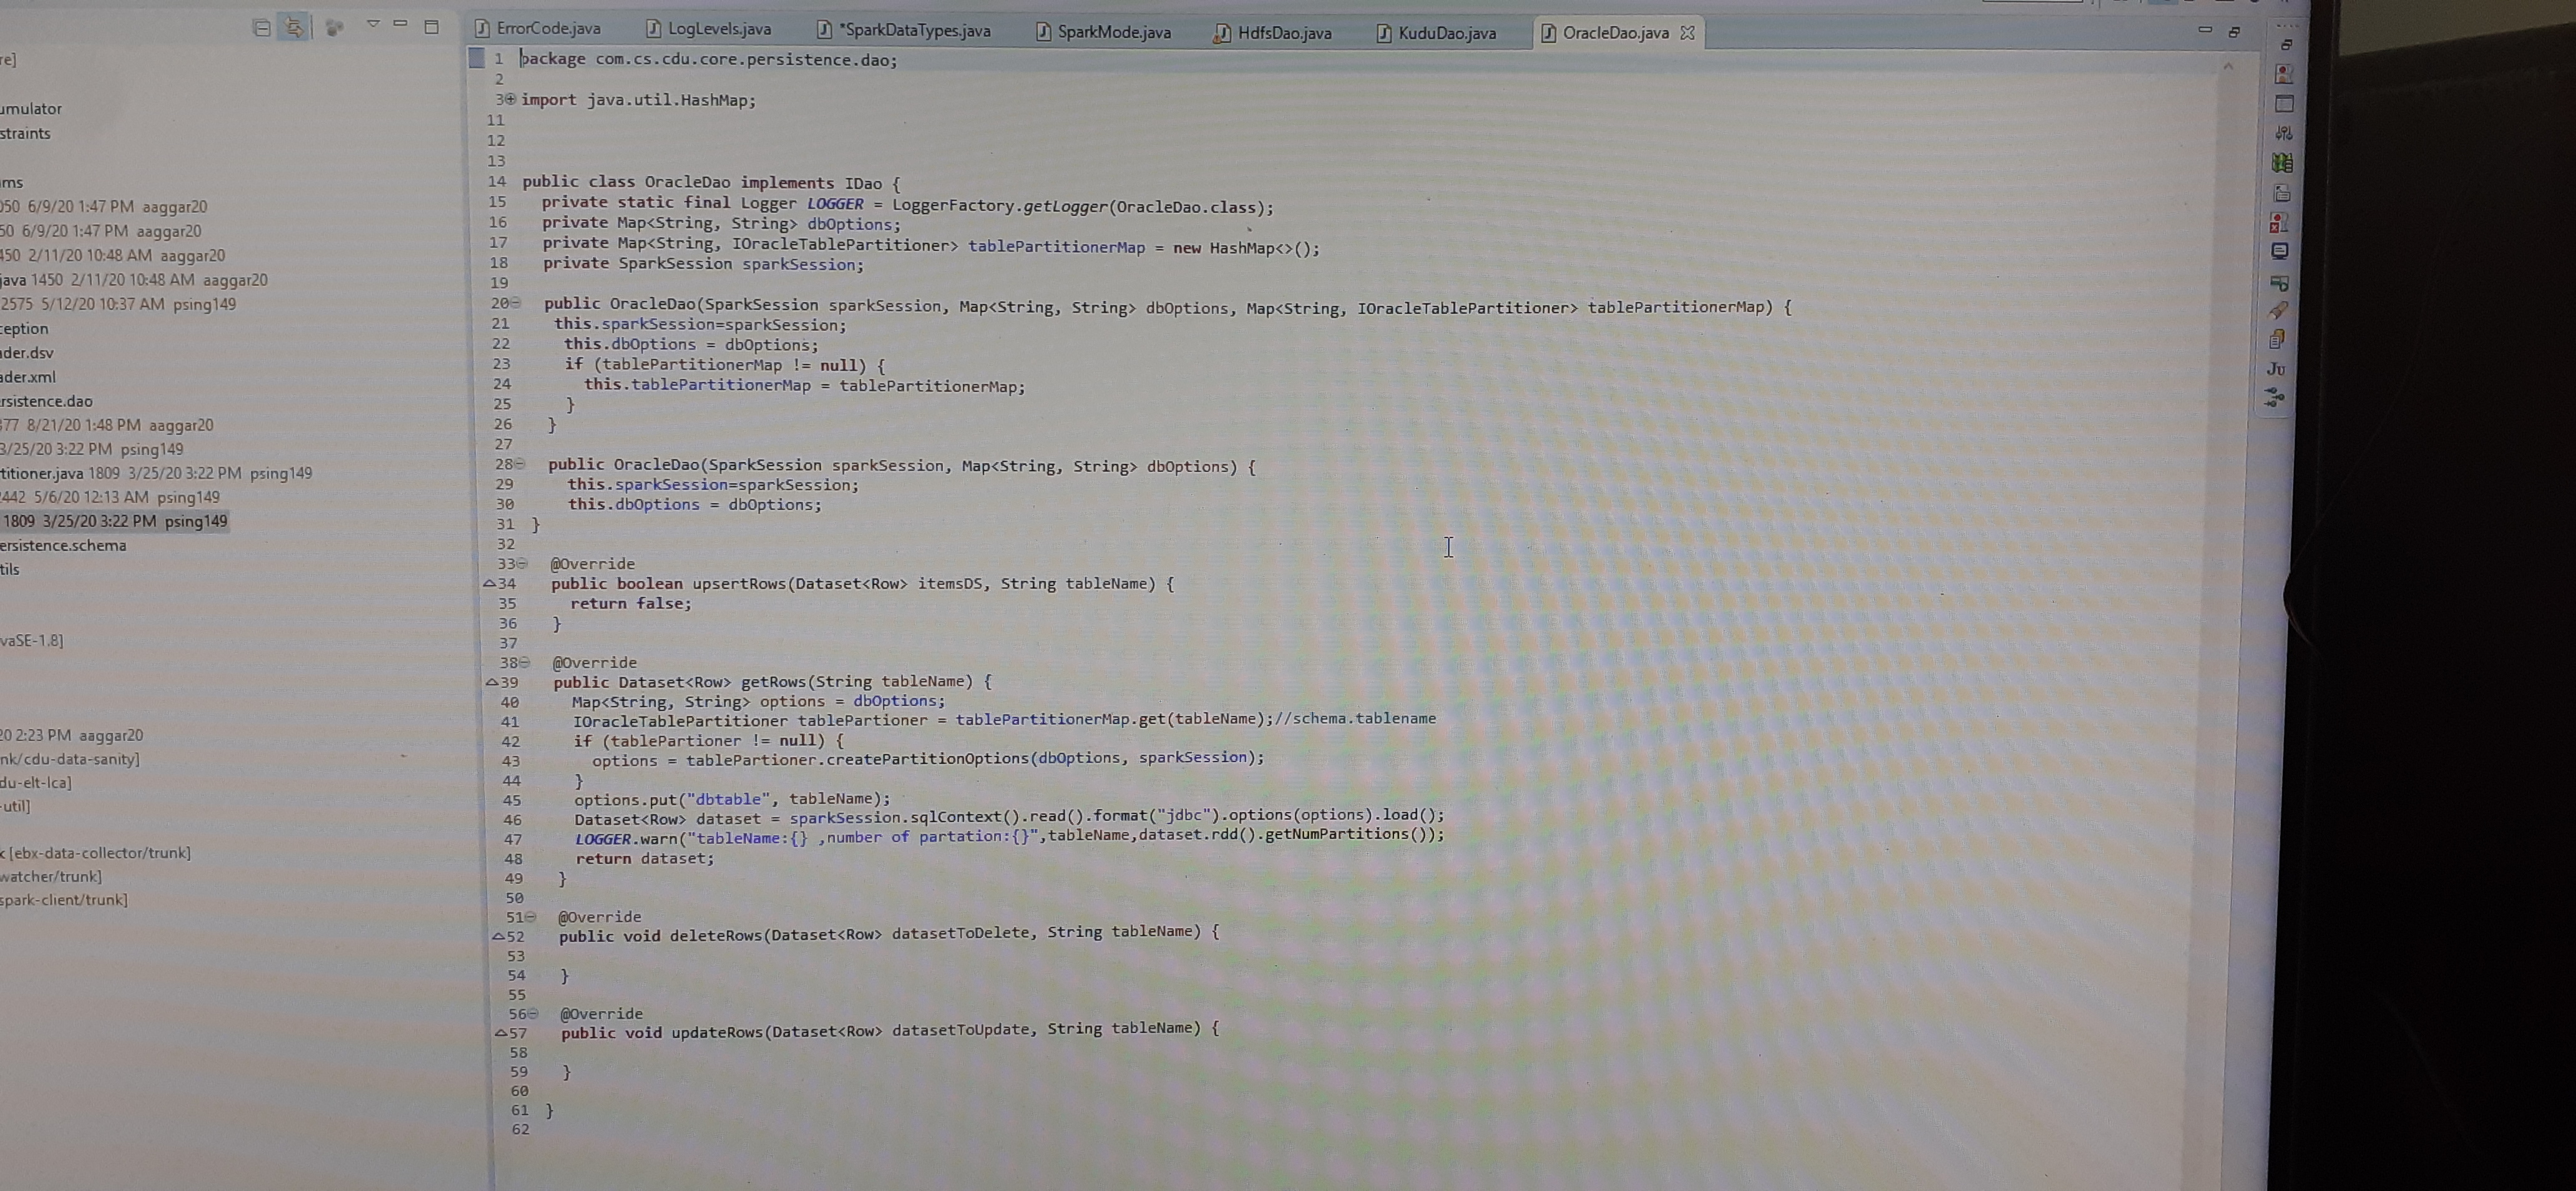 ErrorCode.java LogLevels.java *SparkDataTypes.java SparkMode.java HdfsDao.java KuduDao.java OracleDao.java
re]
umulator
straints
ms
050 6/9/20 1:47 PM aaggar20
50 6/9/20 1:47 PM aaggar20
450 2/11/20 10:48 AM aaggar20
java 1450 2/11/20 10:48 AM aaggar20
2575 5/12/20 10:37 AM psing149
ception
ader.dsv
ader.xml
rsistence.dao
377 8/21/20 1:48 PM aaggar20
3/25/20 3:22 PM psing149
titioner.java 1809 3/25/20 3:22 PM psing149
2442 5/6/20 12:13 AM psing149
1809 3/25/20 3:22 PM psing149
ersistence.schema
tils
vaSE-1.8]
20 2:23 PM aaggar20
nk/cdu-data-sanity]
du-elt-lca]
-util]
k [ebx-data-collector/trunk]
watcher/trunk]
spark-client/trunk]
1 package com.cs.cdu.core.persistence.dao;
2
3 import java.util.HashMap;
11
12
13
14 public class OracleDao implements IDao {
15 private static final Logger LOGGER = LoggerFactory.getLogger(OracleDao.class);
16 private Map<String, String> dbOptions;
17 private Map<String, IOracleTablePartitioner> tablePartitionerMap = new HashMap<>();
18 private SparkSession sparkSession;
19
20 public OracleDao(SparkSession sparkSession, Map<String, String> dbOptions, Map<String, IOracleTablePartitioner> tablePartitionerMap) {
21 this.sparkSession=sparkSession;
22 this.dbOptions = dbOptions;
23 if (tablePartitionerMap != null) {
24 this.tablePartitionerMap = tablePartitionerMap;
25 }
26 }
27
28 public OracleDao(SparkSession sparkSession, Map<String, String> dbOptions) {
29 this.sparkSession=sparkSession;
30 this.dbOptions = dbOptions;
31 }
32
33 @Override
34 public boolean upsertRows(Dataset<Row> itemsDS, String tableName) {
35 return false;
36 }
37
38 @Override
39 public Dataset<Row> getRows(String tableName) {
40 Map<String, String> options = dbOptions;
41 IOracleTablePartitioner tablePartioner = tablePartitionerMap.get(tableName);//schema.tablename
42 if (tablePartioner != null) {
43 options = tablePartioner.createPartitionOptions(dbOptions, sparkSession);
44 }
45 options.put("dbtable", tableName);
46 Dataset<Row> dataset = sparkSession.sqlContext().read().format("jdbc").options(options).load();
47 LOGGER.warn("tableName:{} ,number of partation:{}",tableName,dataset.rdd().getNumPartitions());
48 return dataset;
49 }
50
51 @Override
52 public void deleteRows(Dataset<Row> datasetToDelete, String tableName) {
53
54 }
55
56 @Override
57 public void updateRows(Dataset<Row> datasetToUpdate, String tableName) {
58
59 }
60
61 }
62
Ju